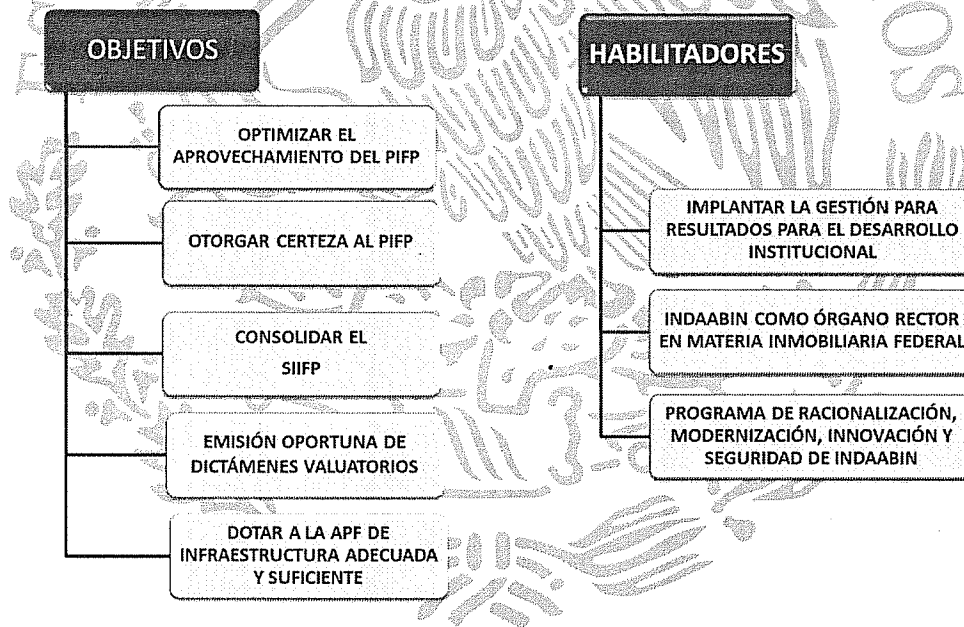 OBJETIVOS
OPTIMIZAR EL
APROVECHAMIENTO DEL PIFP
OTORGAR CERTEZA AL PIFP
CONSOLIDAR EL
SIIFP
EMISIÓN OPORTUNA DE
DICTÁMENES VALUATORIOS
DOTAR A LA APF DE
INFRAESTRUCTURA ADECUADA
Y SUFICIENTE
HABILITADORES
IMPLANTAR LA GESTIÓN PARA
RESULTADOS PARA EL DESARROLLO
INSTITUCIONAL
INDAABIN COMO ÓRGANO RECTOR
EN MATERIA INMOBILIARIA FEDERAL
PROGRAMA DE RACIONALIZACIÓN,
MODERNIZACIÓN, INNOVACIÓN Y
SEGURIDAD DE INDAABIN